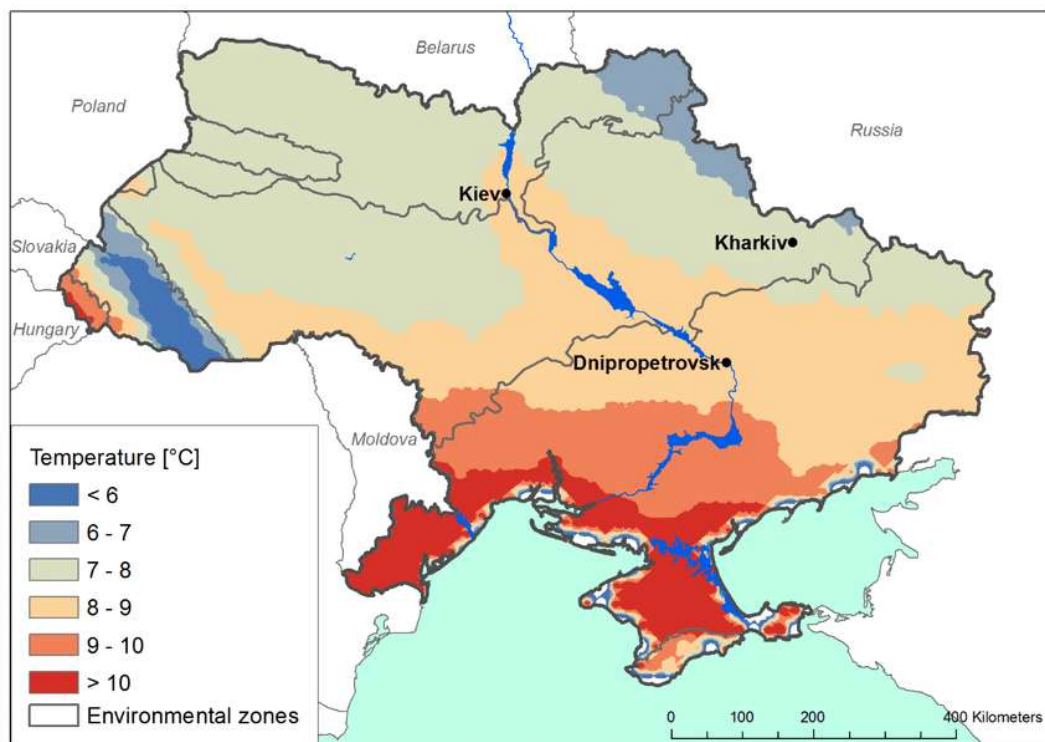 Belarus
Poland
Russia
Kiev
Kharkiv
Slovakia
Hungary
Dnipropetrovsk
Moldova
Temperature [°C]
< 6
6 - 7
7 - 8
8 - 9
9 - 10
> 10
Environmental zones
0 100 200 400 Kilometers